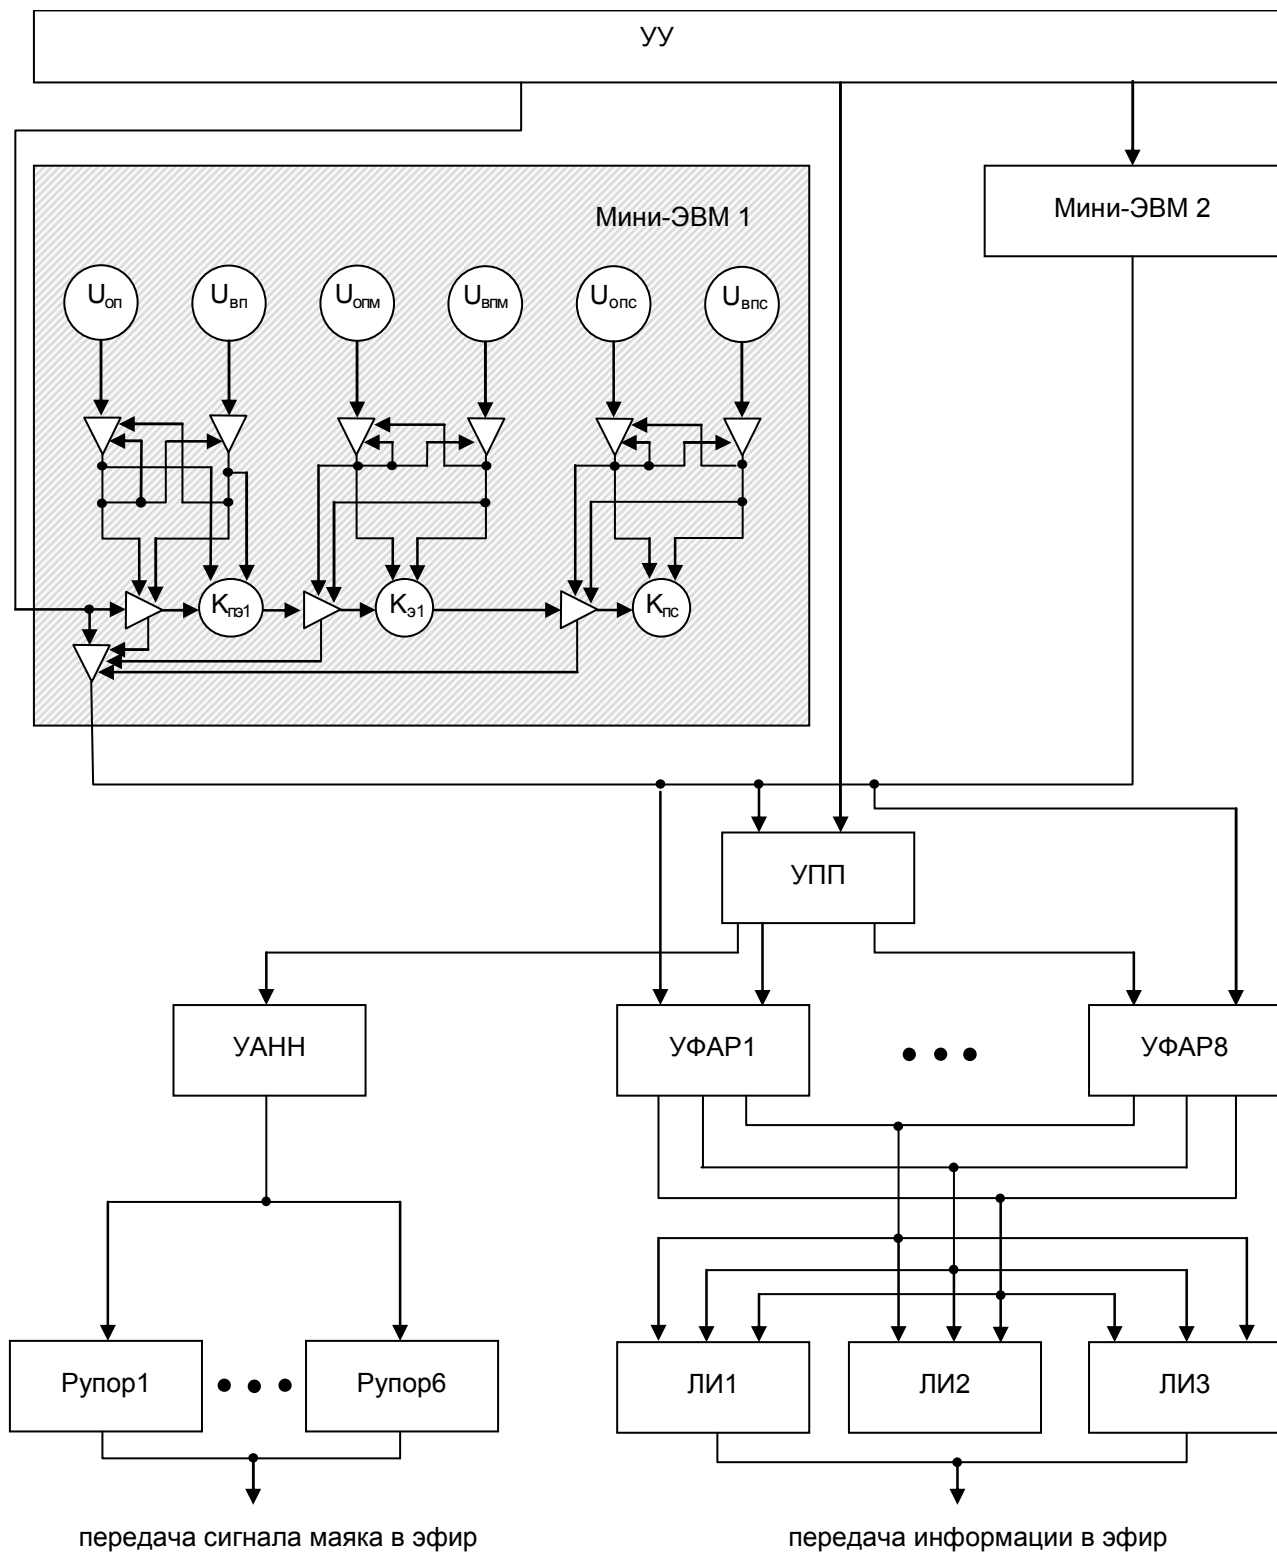 УУ
Мини-ЭВМ 1
Мини-ЭВМ 2
Uоп
Uвп
Uопм
Uвпм
Uопс
Uвпс
Kпэ1
Kэ1
Kпс
УПП
УАНН
УФАР1
УФАР8
Рупор1
Рупор6
ЛИ1
ЛИ2
ЛИ3
передача сигнала маяка в эфир
передача информации в эфир